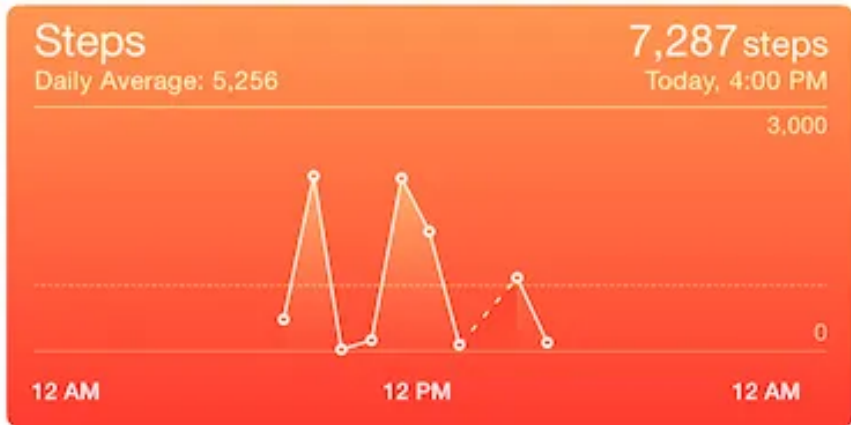 Steps
7,287 steps
Daily Average: 5,256
Today, 4:00 PM
3,000
0
12 AM
12 PM
12 AM